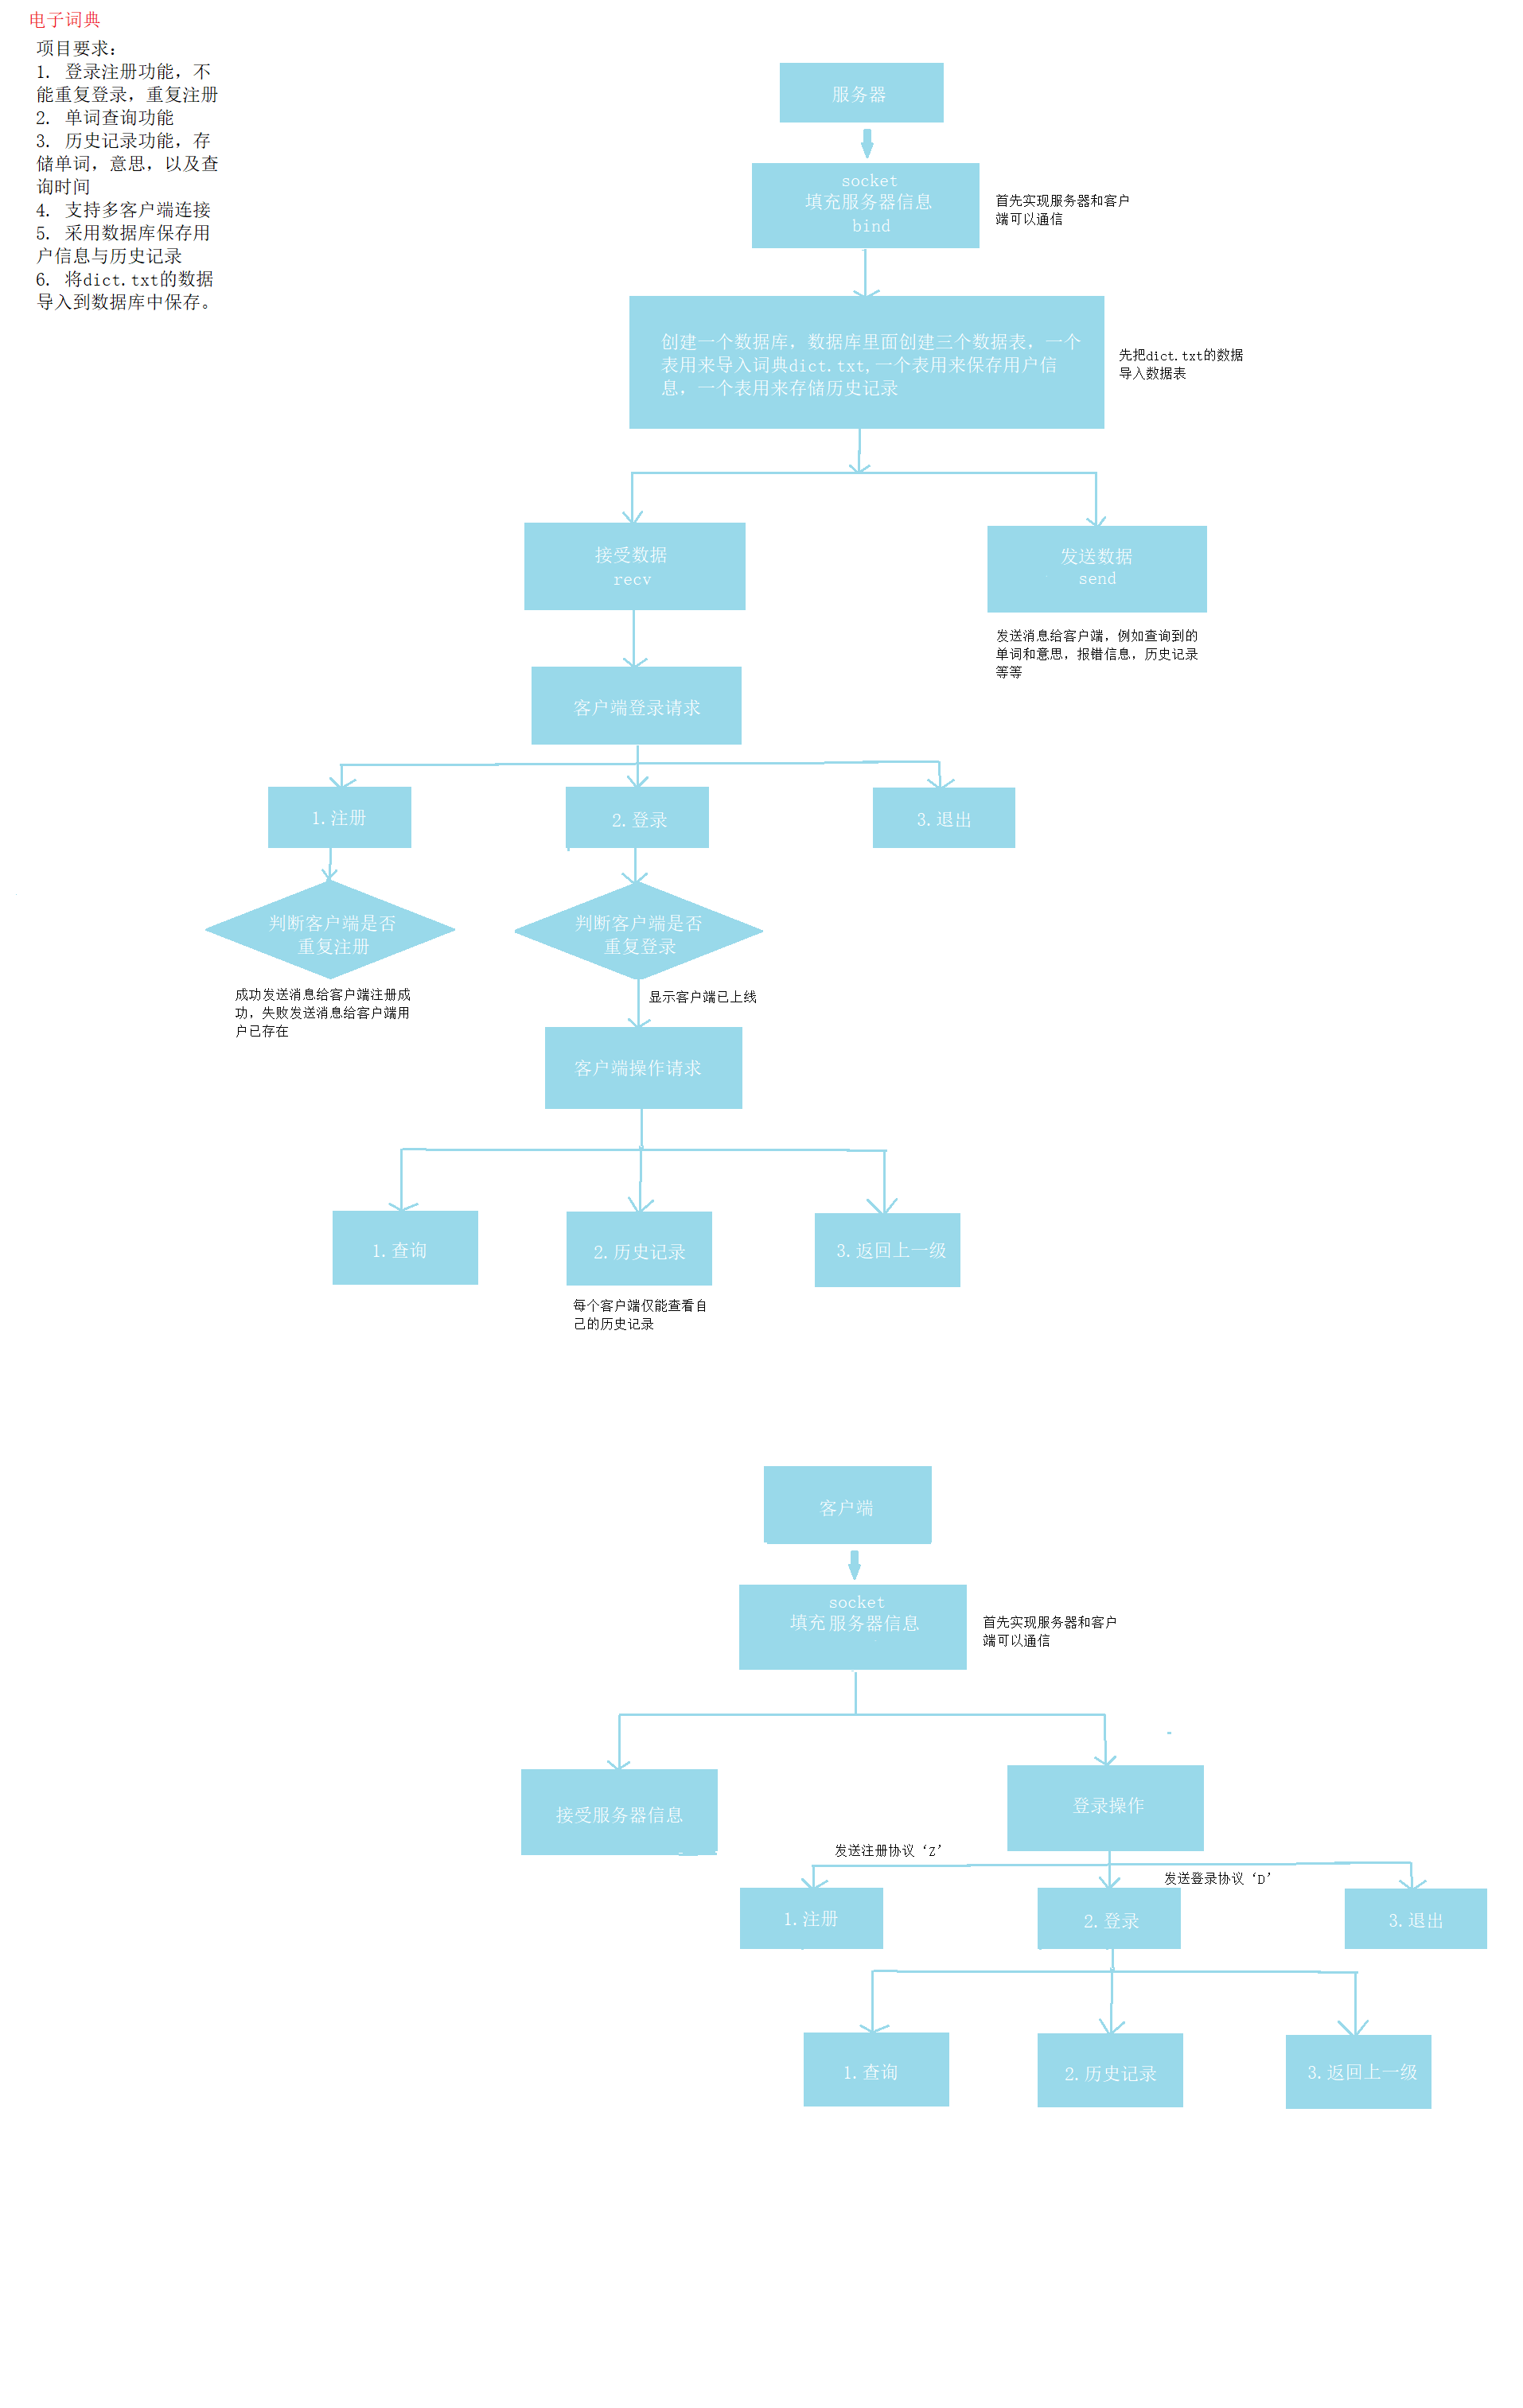 电子词典
项目要求:
1. 登录注册功能，不
能重复登录，重复注册
2. 单词查询功能
3. 历史记录功能，存
储单词，意思，以及查
询时间
4. 支持多客户端连接
5. 采用数据库保存用
户信息与历史记录
6. 将dict.txt的数据
导入到数据库中保存。
服务器
socket
填充服务器信息
bind
首先实现服务器和客户
端可以通信
创建一个数据库，数据库里面创建三个数据表，一个
表用来导入词典dict.txt,一个表用来保存用户信
息，一个表用来存储历史记录
先把dict.txt的数据
导入数据表
接受数据
recv
发送数据
send
发送消息给客户端，例如查询到的
单词和意思，报错信息，历史记录
等等
客户端登录请求
1.注册
2.登录
3.退出
判断客户端是否
重复注册
判断客户端是否
重复登录
成功发送消息给客户端注册成
功，失败发送消息给客户端用
户已存在
显示客户端已上线
客户端操作请求
1.查询
2.历史记录
3.返回上一级
每个客户端仅能查看自
己的历史记录
客户端
socket
填充服务器信息
首先实现服务器和客户
端可以通信
接受服务器信息
登录操作
发送注册协议‘Z’
发送登录协议‘D’
1.注册
2.登录
3.退出
1.查询
2.历史记录
3.返回上一级